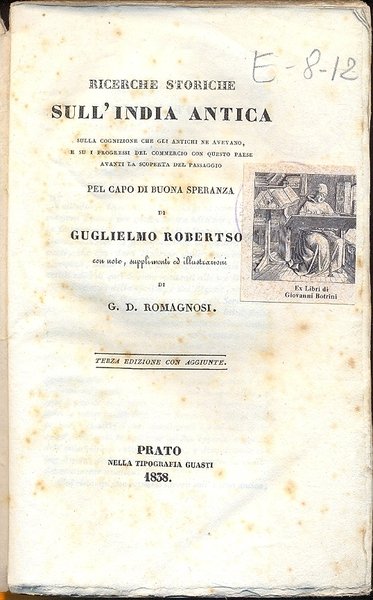 E-8-12
RICERCHE STORICHE
SULL'INDIA ANTICA
SULLA COGNIZIONE CHE GLI ANTICHI NE AVEVANO,
E SU I PROGRESSI DEL COMMERCIO CON QUESTO PAESE
AVANTI LA SCOPERTA DEL PASSAGGIO
PEL CAPO DI BUONA SPERANZA
DI
GUGLIELMO ROBERTSO
con note, supplimenti ed illustrazioni
DI
G. D. ROMAGNOSI.
Ex Libri di
Giovanni Botrini
TERZA EDIZIONE CON AGGIUNTE.
PRATO
NELLA TIPOGRAFIA GUASTI
1838.